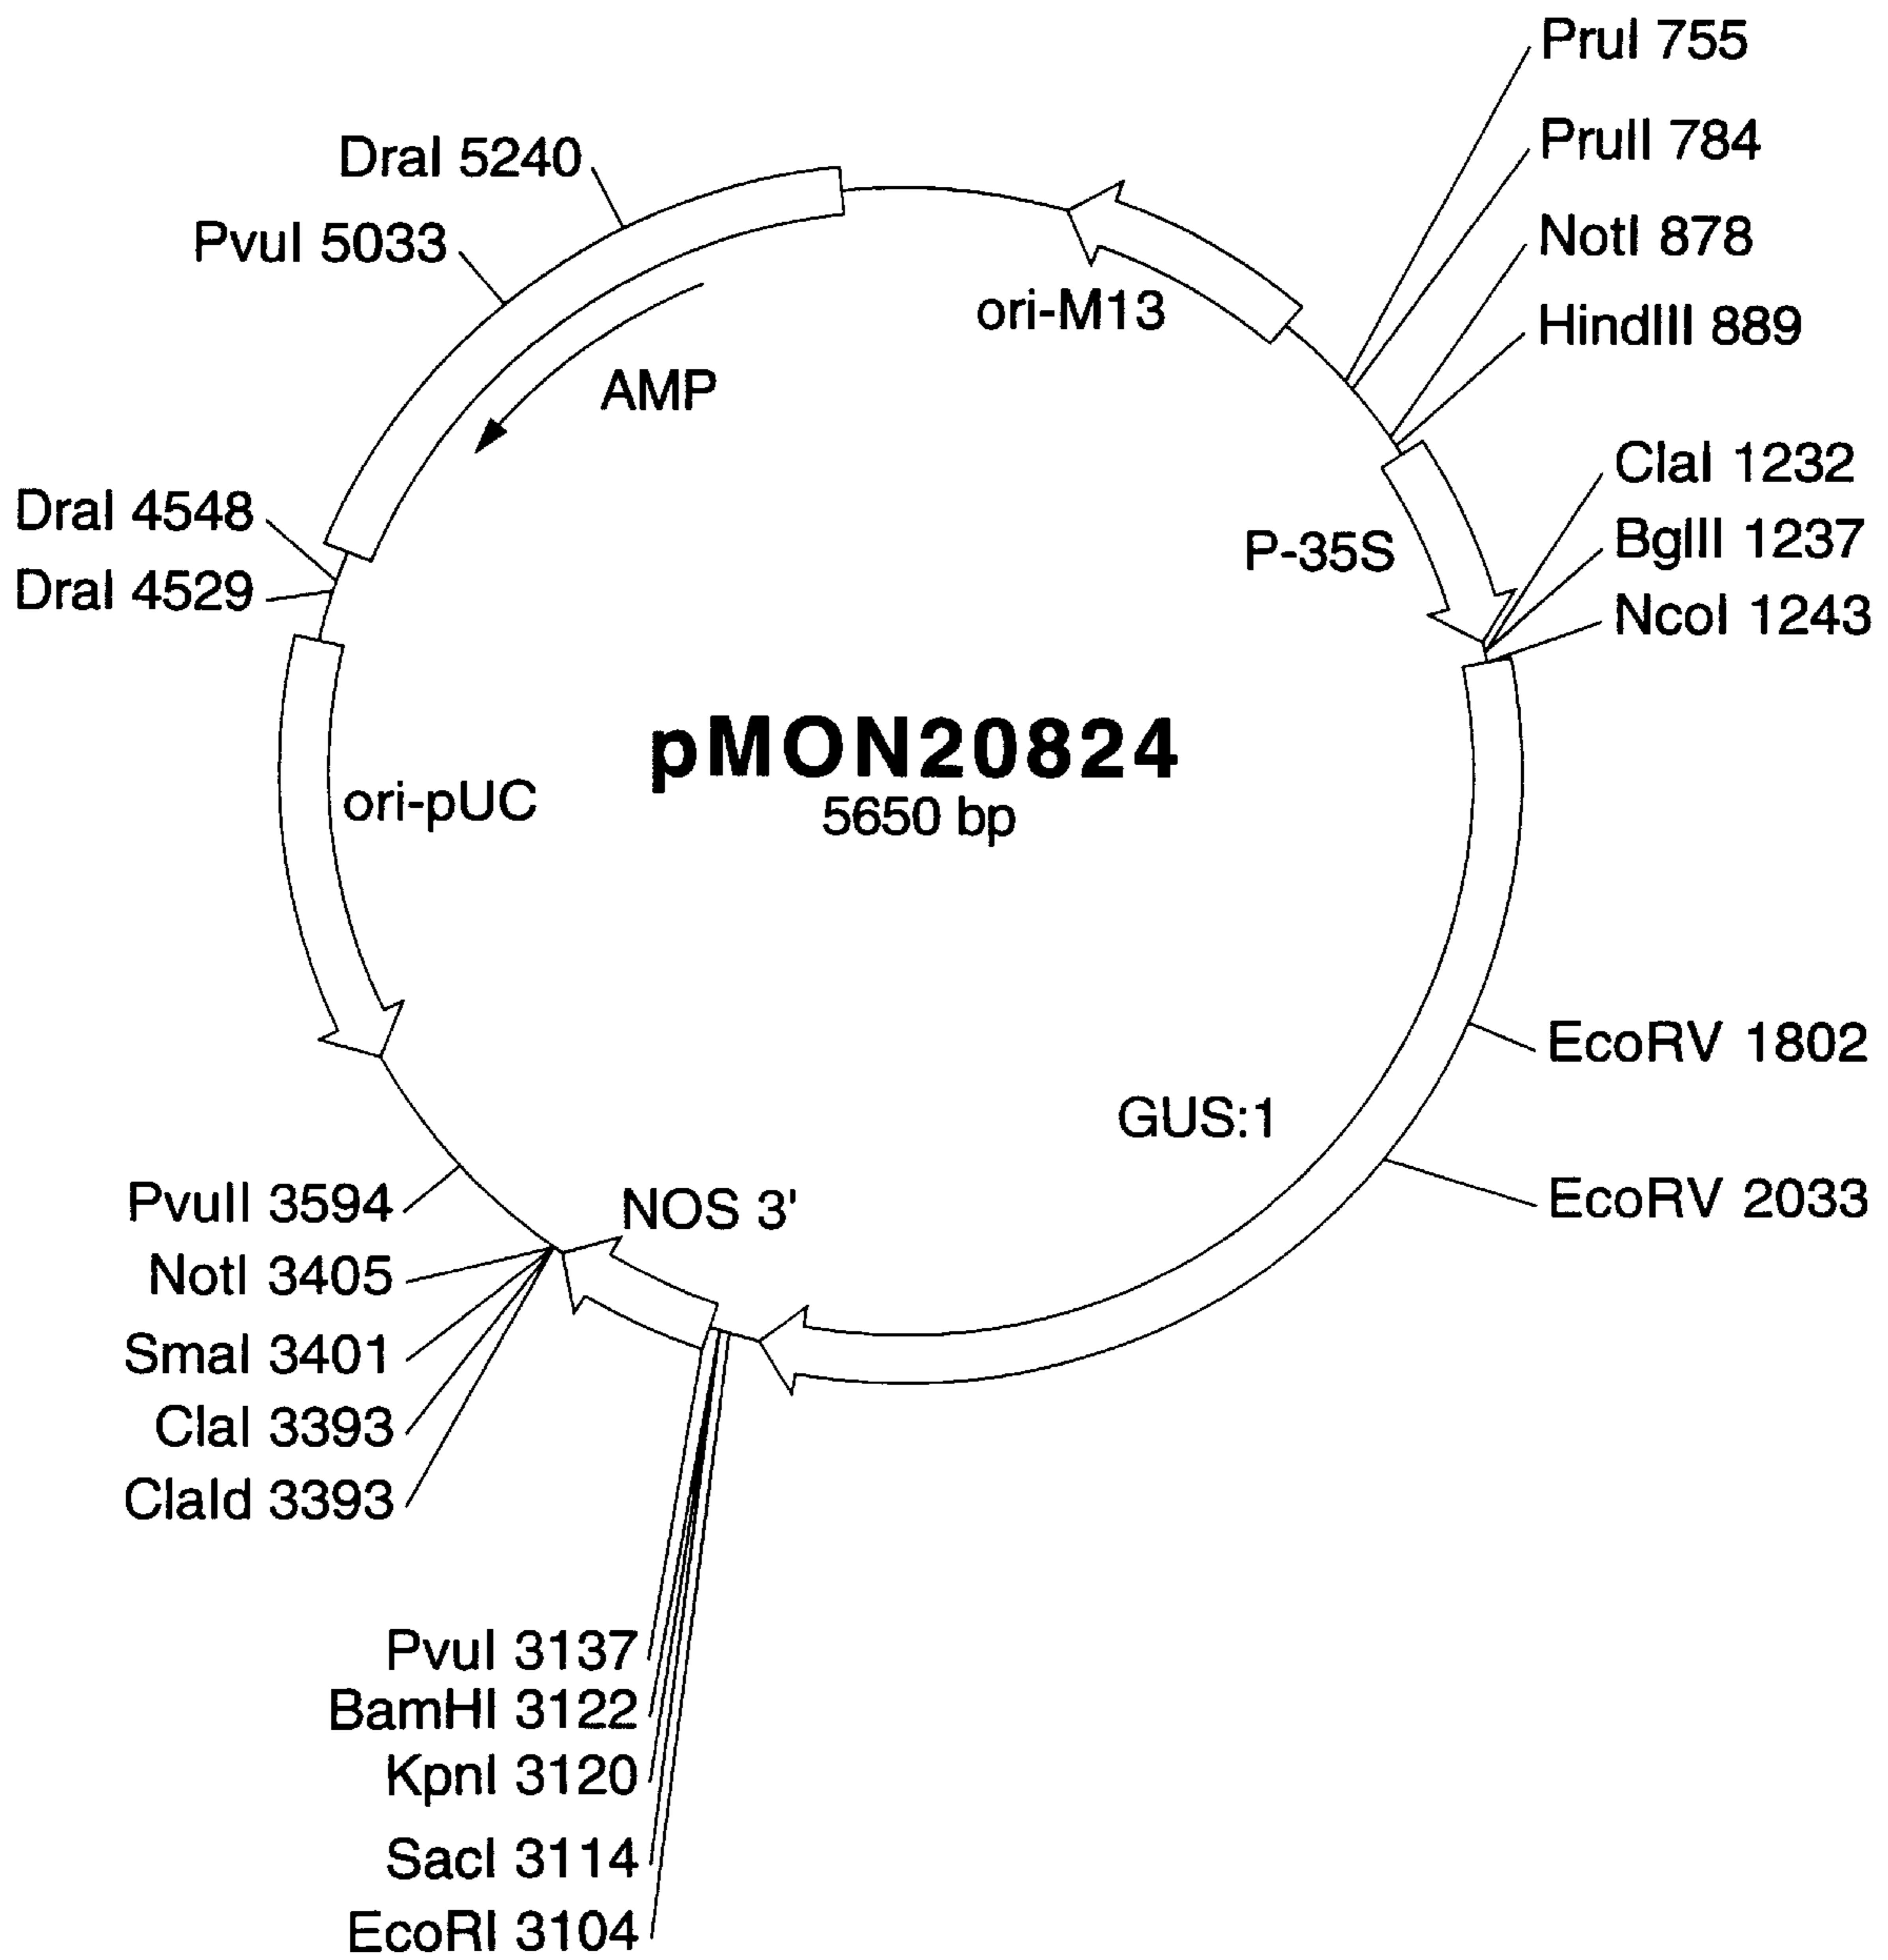 PruI 755
PruII 784
NotI 878
HindIII 889
ClaI 1232
BglII 1237
NcoI 1243
EcoRV 1802
EcoRV 2033
DraI 5240
PvuI 5033
DraI 4548
DraI 4529
ori-M13
AMP
P-35S
pMON20824
5650 bp
ori-pUC
GUS:1
NOS 3'
PvuII 3594
NotI 3405
SmaI 3401
ClaI 3393
ClaId 3393
PvuI 3137
BamHI 3122
KpnI 3120
SacI 3114
EcoRI 3104